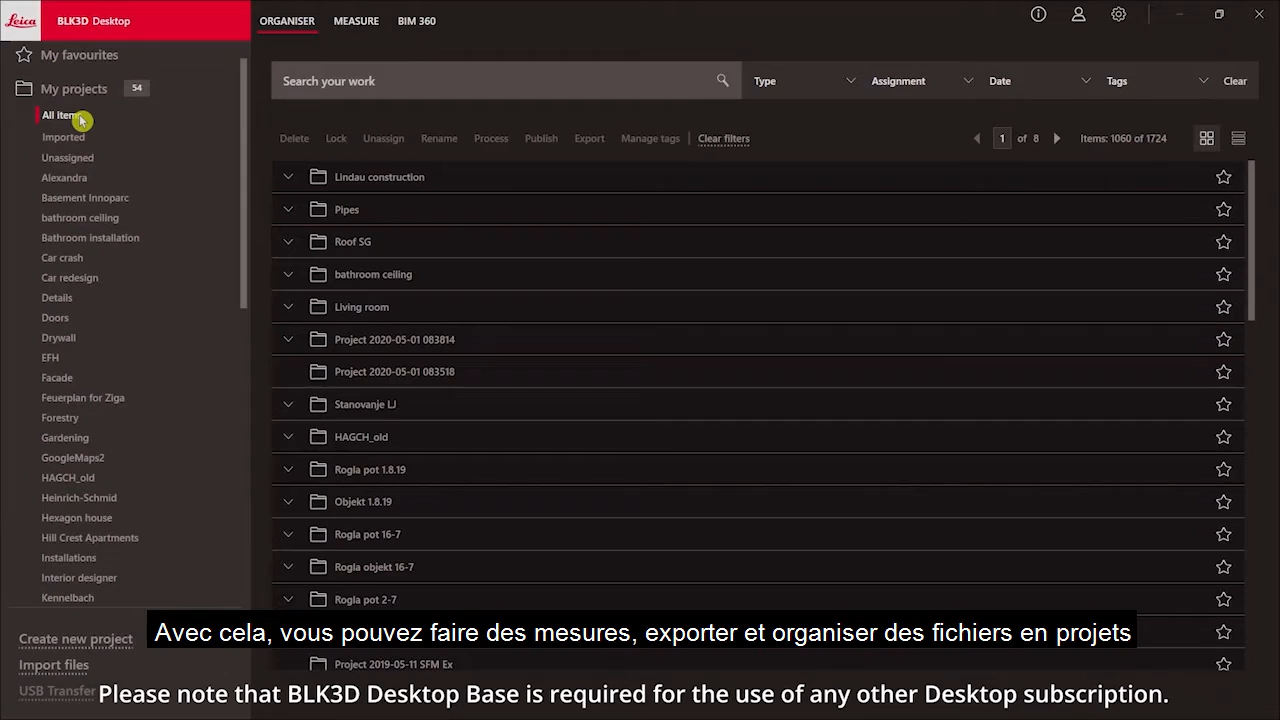 Leica
BLK3D Desktop
ORGANISER
MEASURE
BIM 360
My favourites
My projects
54
All items
Imported
Unassigned
Alexandra
Basement Innoparc
bathroom ceiling
Bathroom installation
Car crash
Car redesign
Details
Doors
Drywall
EFH
Facade
Feuerplan for Ziga
Forestry
Gardening
GoogleMaps2
HAGCH_old
Heinrich-Schmid
Hexagon house
Hill Crest Apartments
Installations
Interior designer
Kennelbach
Create new project
Import files
USB Transfer
Search your work
Type
Assignment
Date
Tags
Clear
Delete
Lock
Unassign
Rename
Process
Publish
Export
Manage tags
Clear filters
1 of 8
Items: 1060 of 1724
Lindau construction
Pipes
Roof SG
bathroom ceiling
Living room
Project 2020-05-01 083814
Project 2020-05-01 083518
Stanovanje LJ
HAGCH_old
Rogla pot 1.8.19
Objekt 1.8.19
Rogla pot 16-7
Rogla objekt 16-7
Rogla pot 2-7
Project 2019-05-11 SFM Ex
Avec cela, vous pouvez faire des mesures, exporter et organiser des fichiers en projets
Please note that BLK3D Desktop Base is required for the use of any other Desktop subscription.